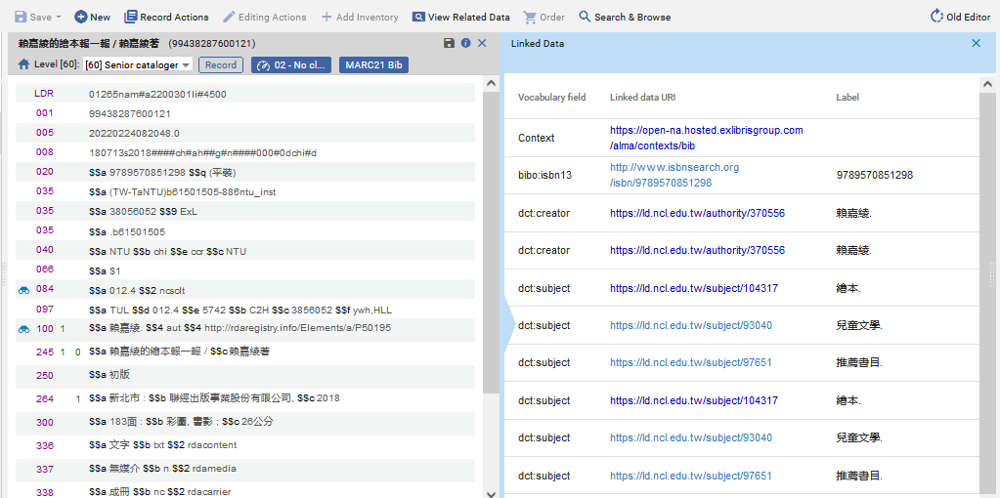 Save New Record Actions Editing Actions Add Inventory View Related Data Order Search & Browse Old Editor
賴嘉綾的繪本報一報 / 賴嘉綾著 (99438287600121)
Level [60]: [60] Senior cataloger Record 02 - No cl... MARC21 Bib
LDR 01265nam#a2200301Ii#4500
001 99438287600121
005 20220224082048.0
008 180713s2018####ch#ah##g#n####000#0dchi#d
020 $$a 9789570851298 $$q (平裝)
035 $$a (TW-TaNTU)b61501505-886ntu_inst
035 $$a 38056052 $$9 ExL
035 $$a .b61501505
040 $$a NTU $$b chi $$e ccr $$c NTU
066 $$a $1
084 $$a 012.4 $$2 ncsclt
097 $$a TUL $$d 012.4 $$e 5742 $$b C2H $$c 3856052 $$f ywh,HLL
100 1 $$a 賴嘉綾. $$4 aut $$4 http://rdaregistry.info/Elements/a/P50195
245 1 0 $$a 賴嘉綾的繪本報一報 / $$c 賴嘉綾著
250 $$a 初版
264 1 $$a 新北市 : $$b 聯經出版事業股份有限公司, $$c 2018
300 $$a 183面 : $$b 彩圖, 書影 ; $$c 26公分
336 $$a 文字 $$b txt $$2 rdacontent
337 $$a 無媒介 $$b n $$2 rdamedia
338 $$a 成冊 $$b nc $$2 rdacarrier
Linked Data
Vocabulary field Linked data URI Label
Context https://open-na.hosted.exlibrisgroup.com
/alma/contexts/bib
bibo:isbn13 http://www.isbnsearch.org
/isbn/9789570851298 9789570851298
dct:creator https://ld.ncl.edu.tw/authority/370556 賴嘉綾.
dct:creator https://ld.ncl.edu.tw/authority/370556 賴嘉綾.
dct:subject https://ld.ncl.edu.tw/subject/104317 繪本.
dct:subject https://ld.ncl.edu.tw/subject/93040 兒童文學.
dct:subject https://ld.ncl.edu.tw/subject/97651 推薦書目.
dct:subject https://ld.ncl.edu.tw/subject/104317 繪本.
dct:subject https://ld.ncl.edu.tw/subject/93040 兒童文學.
dct:subject https://ld.ncl.edu.tw/subject/97651 推薦書目.